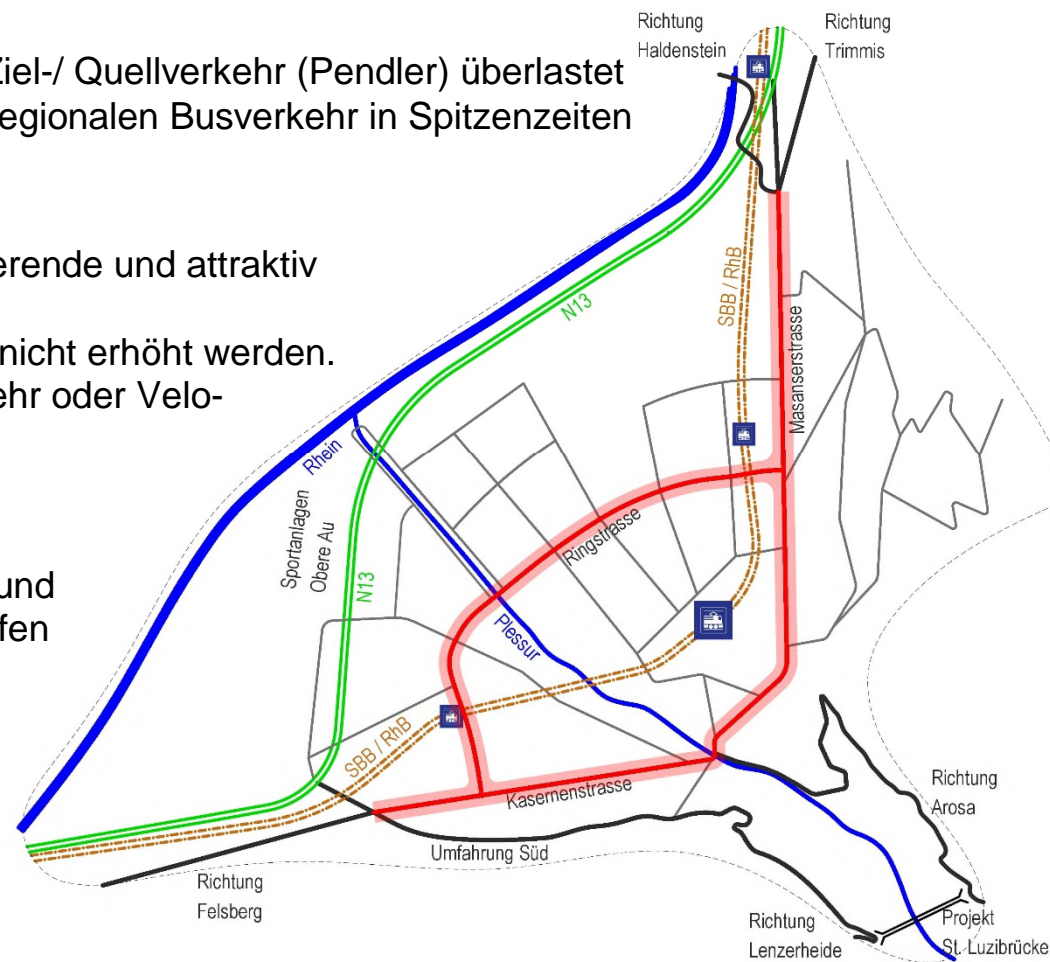 Ziel-/ Quellverkehr (Pendler) überlastet
egionalen Busverkehr in Spitzenzeiten
erende und attraktiv
nicht erhöht werden.
ehr oder Velo-
und
fen
Richtung
Haldenstein
Richtung
Trimmis
SBB / RhB
N13
Masanserstrasse
Rhein
Sportanlagen
Obere Au
N13
Ringstrasse
Plessur
SBB / RhB
Kasernenstrasse
Umfahrung Süd
Richtung
Felsberg
Richtung
Arosa
Richtung
Lenzerheide
Projekt
St. Luzibrücke